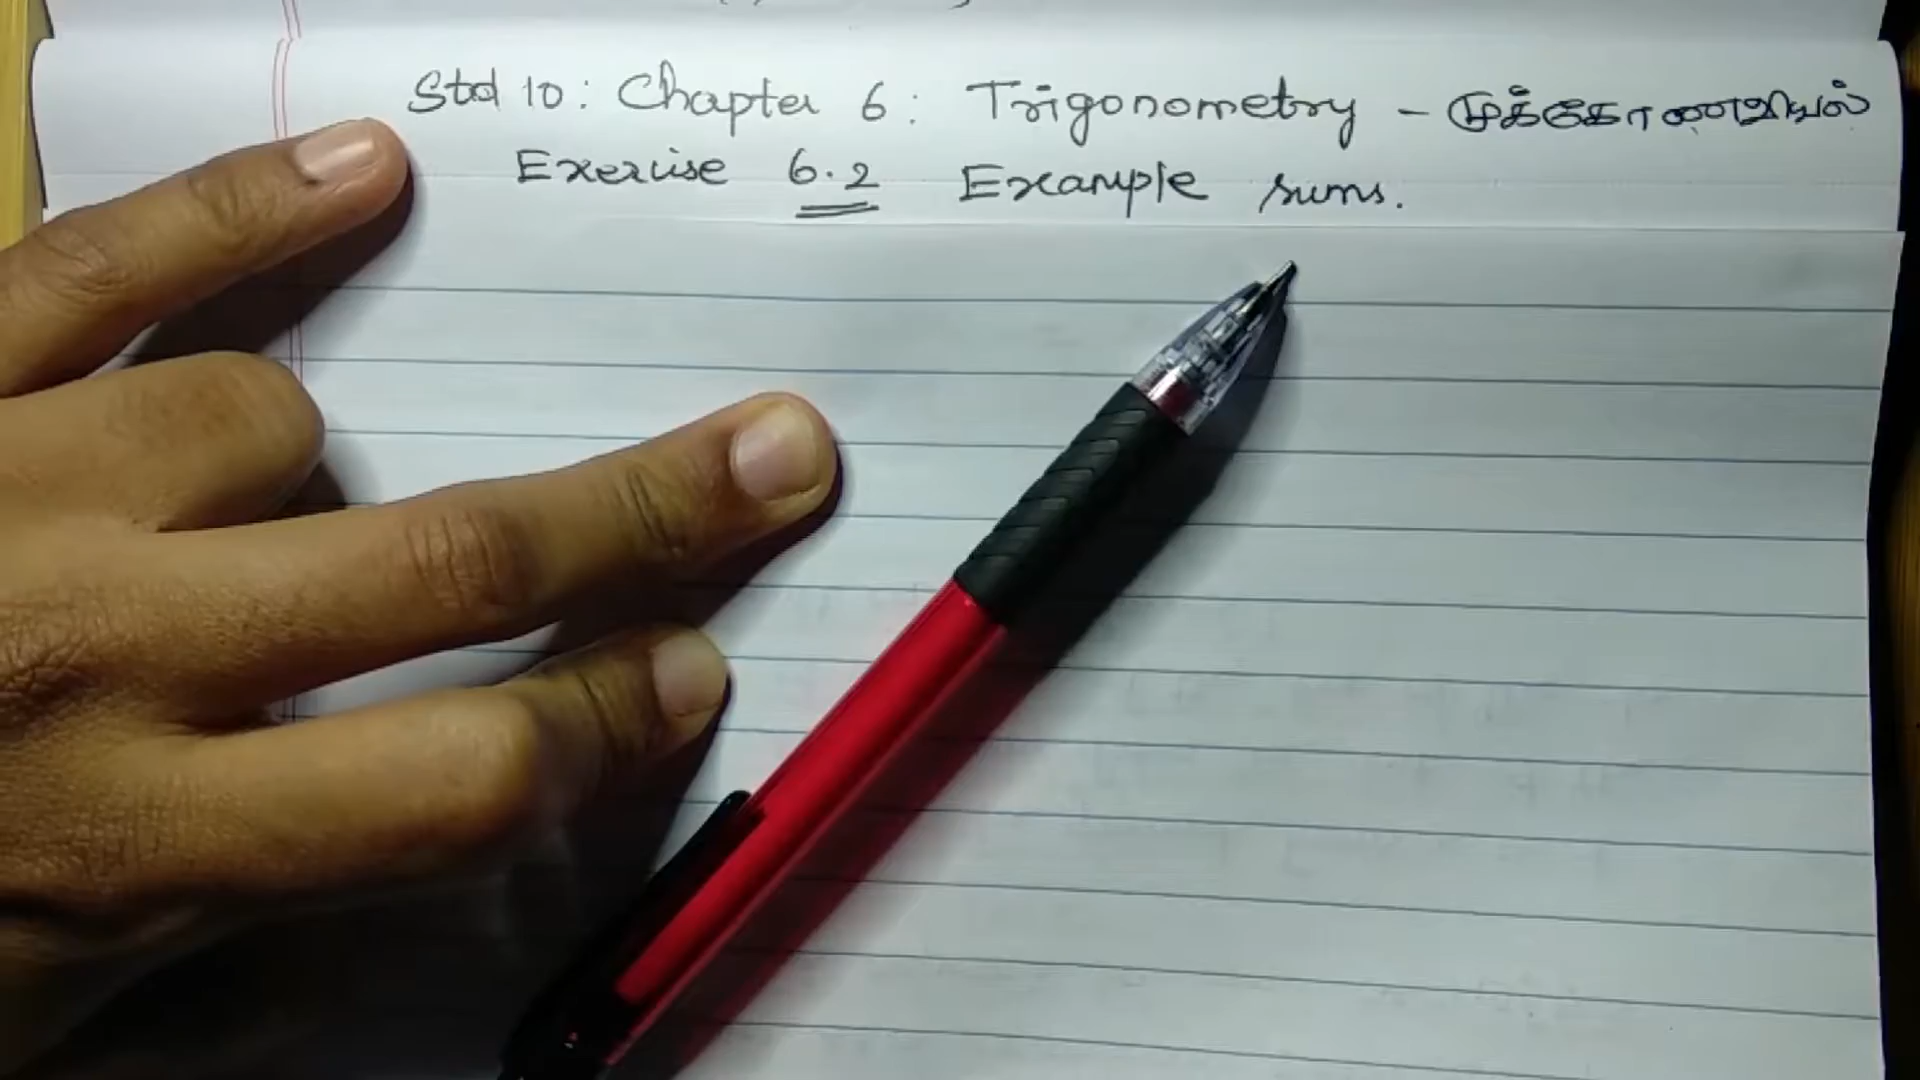 Std 10: Chapter 6: Trigonometry - முக்கோணவியல்
Exercise 6.2 Example sums.